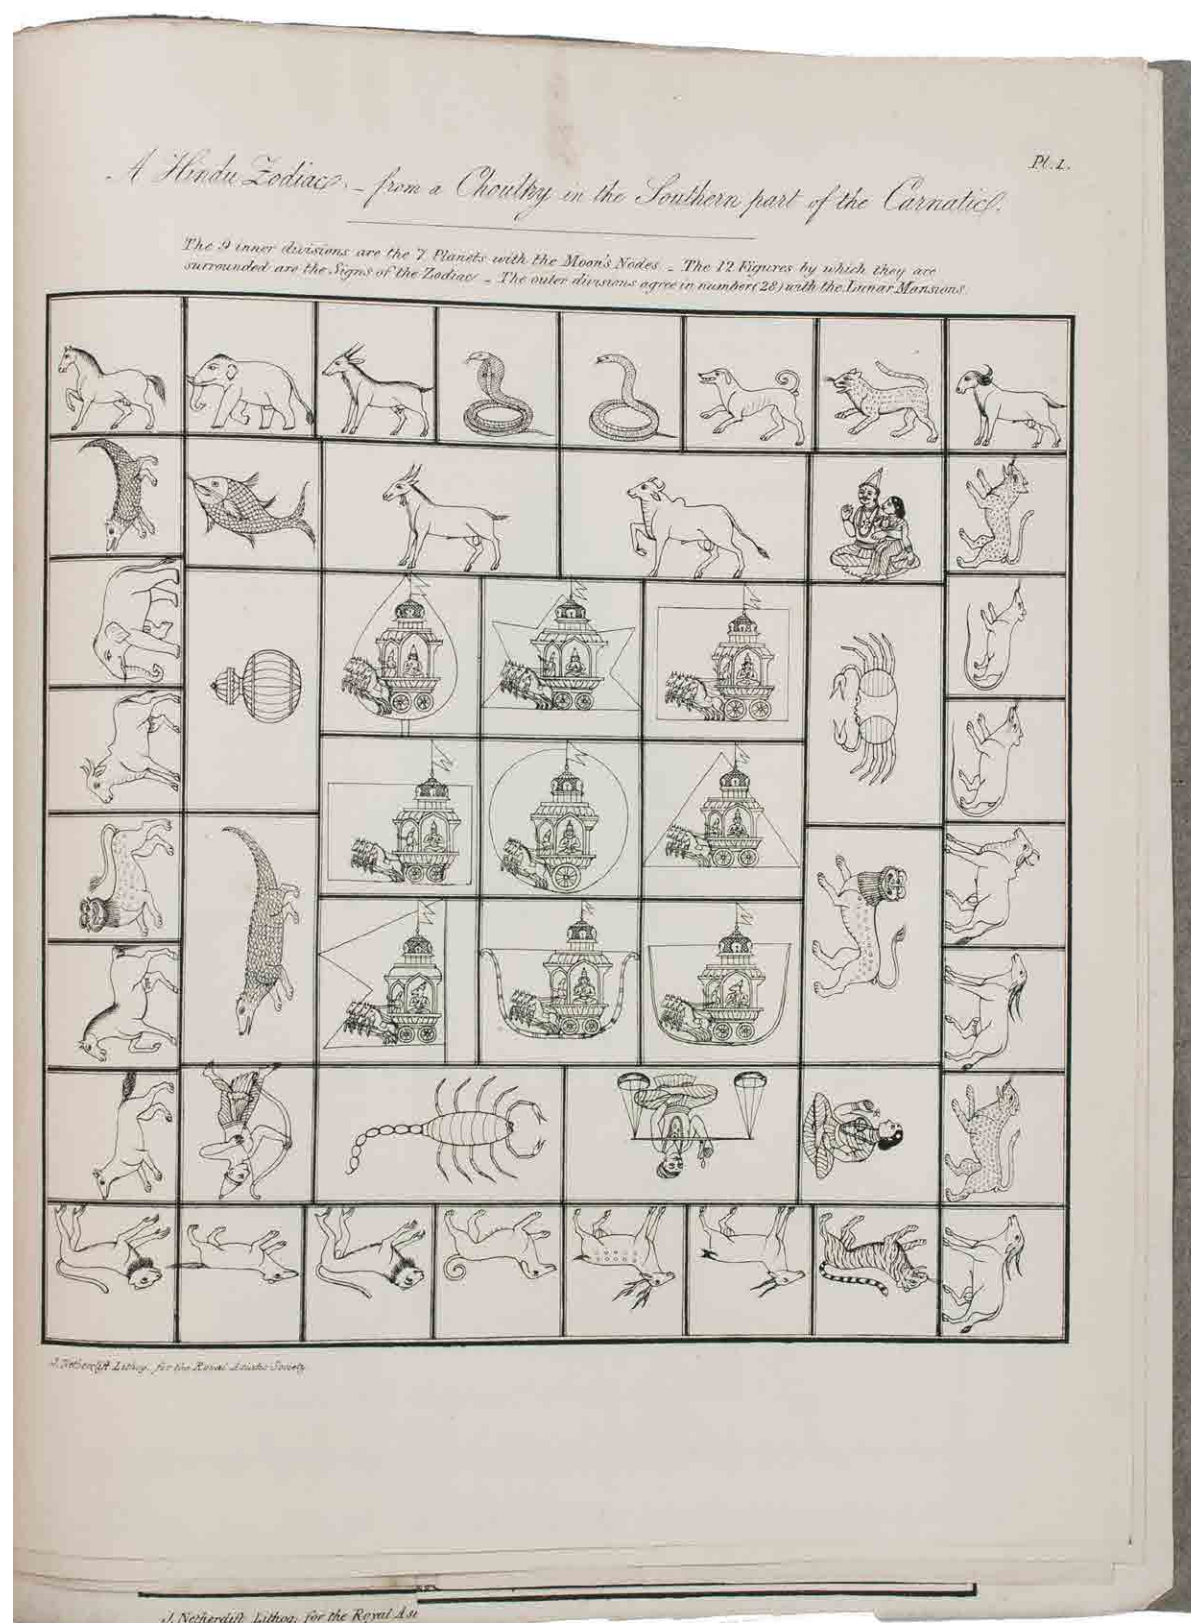 Pl. 1.
A Hindu Zodiac. – from a Choultry in the Southern part of the Carnatic.
The 9 inner divisions are the 7 Planets with the Moon's Nodes – The 12 Figures by which they are
surrounded are the Signs of the Zodiac – The outer divisions agree in number (28) with the Lunar Mansions.
J. Netherclift Lithog. for the Royal Asiatic Society
J. Netherclift Lithog. for the Royal Asi